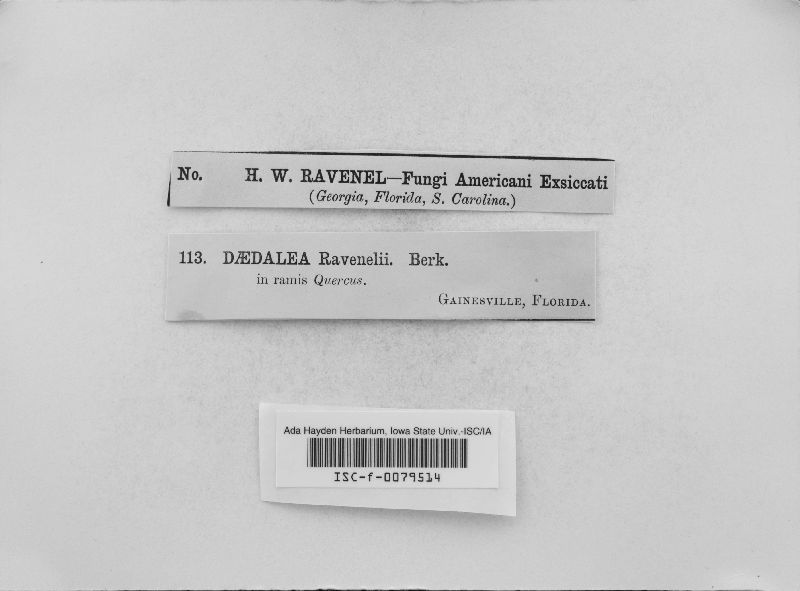 No. H. W. RAVENEL—Fungi Americani Exsiccati
(Georgia, Florida, S. Carolina.)
113. DÆDALEA Ravenelii. Berk.
in ramis Quercus.
GAINESVILLE, FLORIDA.
Ada Hayden Herbarium, Iowa State Univ.-ISC/IA
ISC-f-0079514